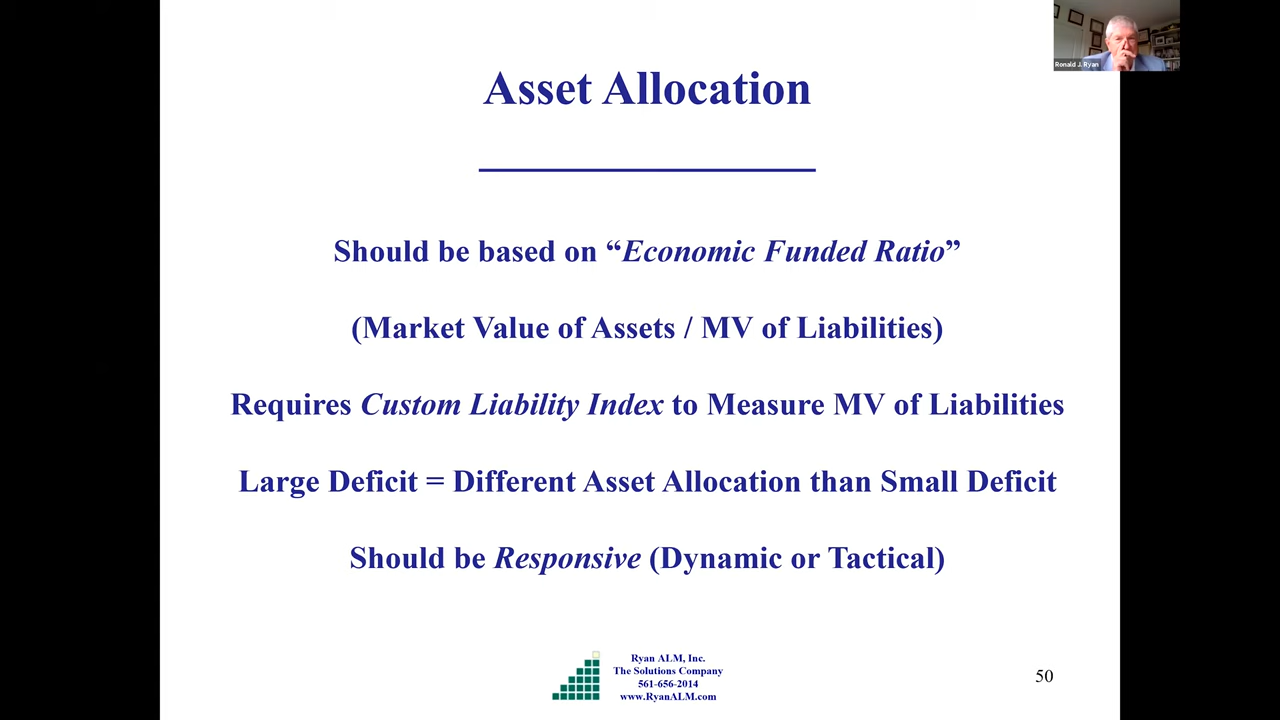 Ronald J. Ryan
Asset Allocation
Should be based on “Economic Funded Ratio”
(Market Value of Assets / MV of Liabilities)
Requires Custom Liability Index to Measure MV of Liabilities
Large Deficit = Different Asset Allocation than Small Deficit
Should be Responsive (Dynamic or Tactical)
Ryan ALM, Inc.
The Solutions Company
561-656-2014
www.RyanALM.com
50